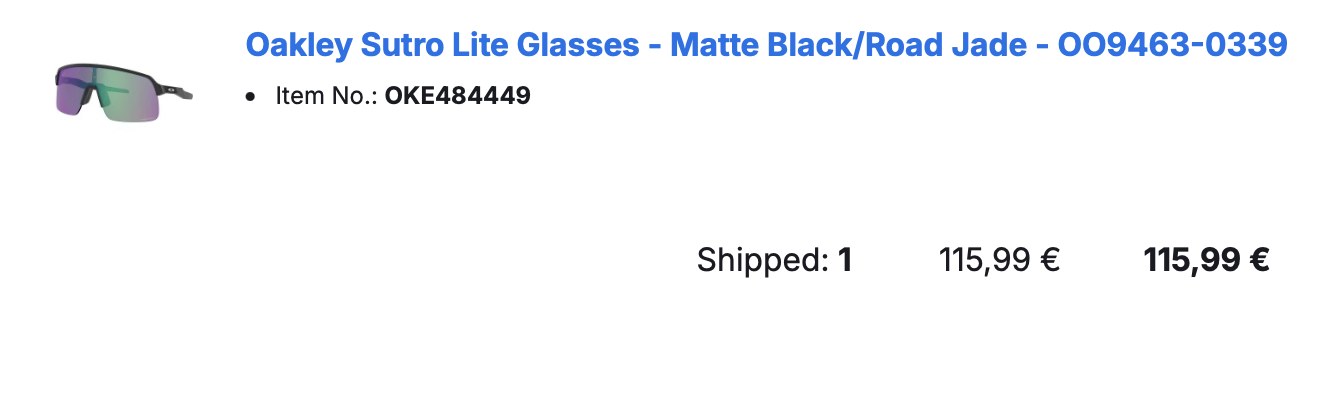 Oakley Sutro Lite Glasses - Matte Black/Road Jade - OO9463-0339
• Item No.: OKE484449
Shipped: 1 115,99 € 115,99 €